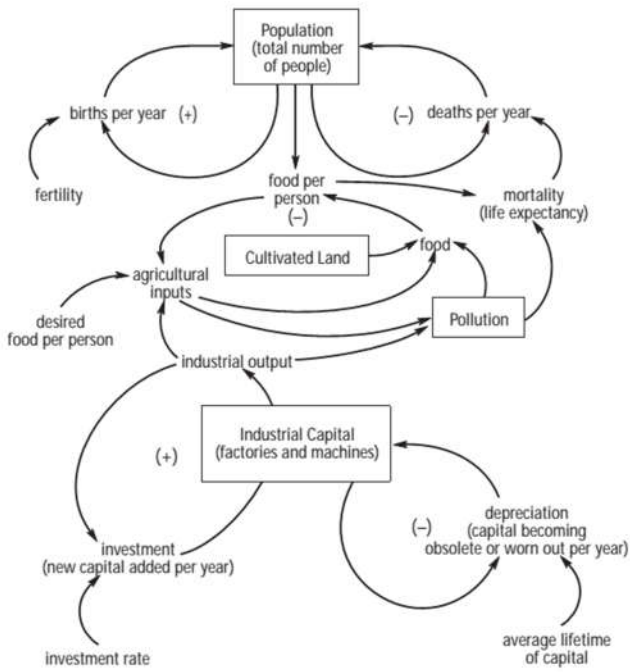 Population
(total number
of people)
births per year
(+)
(–)
deaths per year
fertility
food per
person
(–)
mortality
(life expectancy)
Cultivated Land
food
agricultural
inputs
desired
food per person
Pollution
industrial output
Industrial Capital
(factories and machines)
(+)
(–)
depreciation
(capital becoming
obsolete or worn out per year)
investment
(new capital added per year)
investment rate
average lifetime
of capital